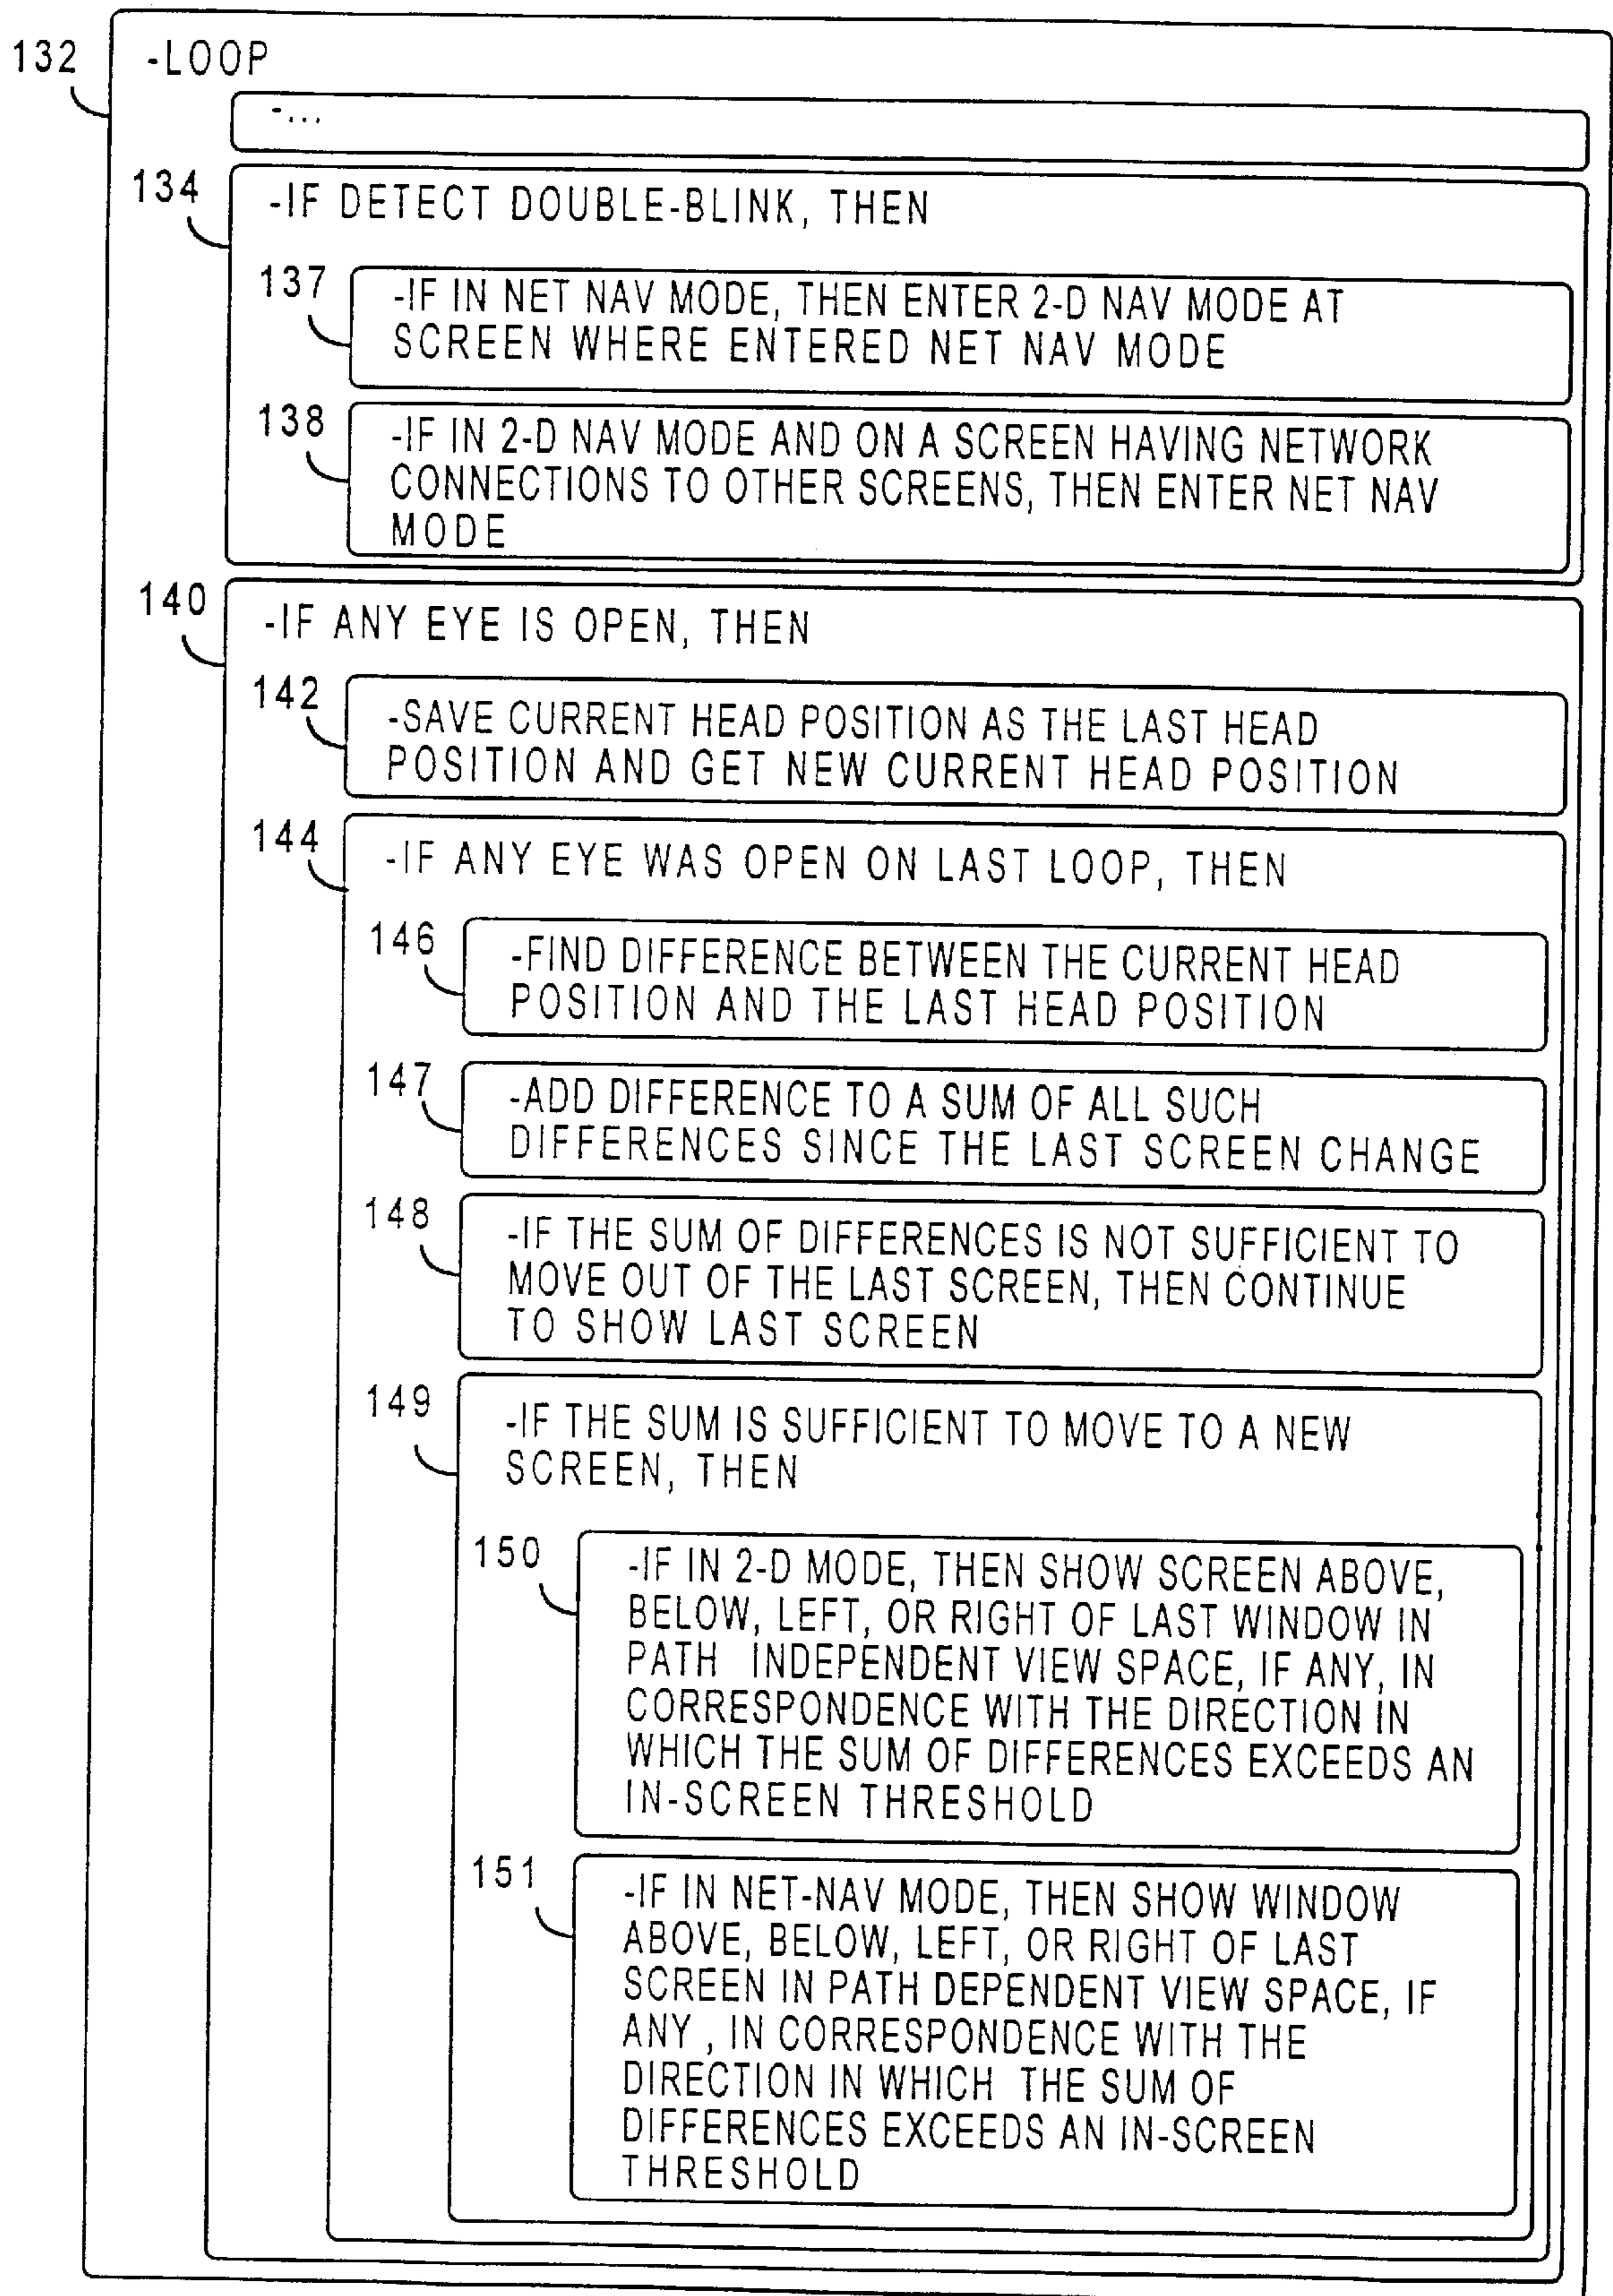 132 -LOOP
-...
134 -IF DETECT DOUBLE-BLINK, THEN
137 -IF IN NET NAV MODE, THEN ENTER 2-D NAV MODE AT
SCREEN WHERE ENTERED NET NAV MODE
138 -IF IN 2-D NAV MODE AND ON A SCREEN HAVING NETWORK
CONNECTIONS TO OTHER SCREENS, THEN ENTER NET NAV
MODE
140 -IF ANY EYE IS OPEN, THEN
142 -SAVE CURRENT HEAD POSITION AS THE LAST HEAD
POSITION AND GET NEW CURRENT HEAD POSITION
144 -IF ANY EYE WAS OPEN ON LAST LOOP, THEN
146 -FIND DIFFERENCE BETWEEN THE CURRENT HEAD
POSITION AND THE LAST HEAD POSITION
147 -ADD DIFFERENCE TO A SUM OF ALL SUCH
DIFFERENCES SINCE THE LAST SCREEN CHANGE
148 -IF THE SUM OF DIFFERENCES IS NOT SUFFICIENT TO
MOVE OUT OF THE LAST SCREEN, THEN CONTINUE
TO SHOW LAST SCREEN
149 -IF THE SUM IS SUFFICIENT TO MOVE TO A NEW
SCREEN, THEN
150 -IF IN 2-D MODE, THEN SHOW SCREEN ABOVE,
BELOW, LEFT, OR RIGHT OF LAST WINDOW IN
PATH INDEPENDENT VIEW SPACE, IF ANY, IN
CORRESPONDENCE WITH THE DIRECTION IN
WHICH THE SUM OF DIFFERENCES EXCEEDS AN
IN-SCREEN THRESHOLD
151 -IF IN NET-NAV MODE, THEN SHOW WINDOW
ABOVE, BELOW, LEFT, OR RIGHT OF LAST
SCREEN IN PATH DEPENDENT VIEW SPACE, IF
ANY , IN CORRESPONDENCE WITH THE
DIRECTION IN WHICH THE SUM OF
DIFFERENCES EXCEEDS AN IN-SCREEN
THRESHOLD